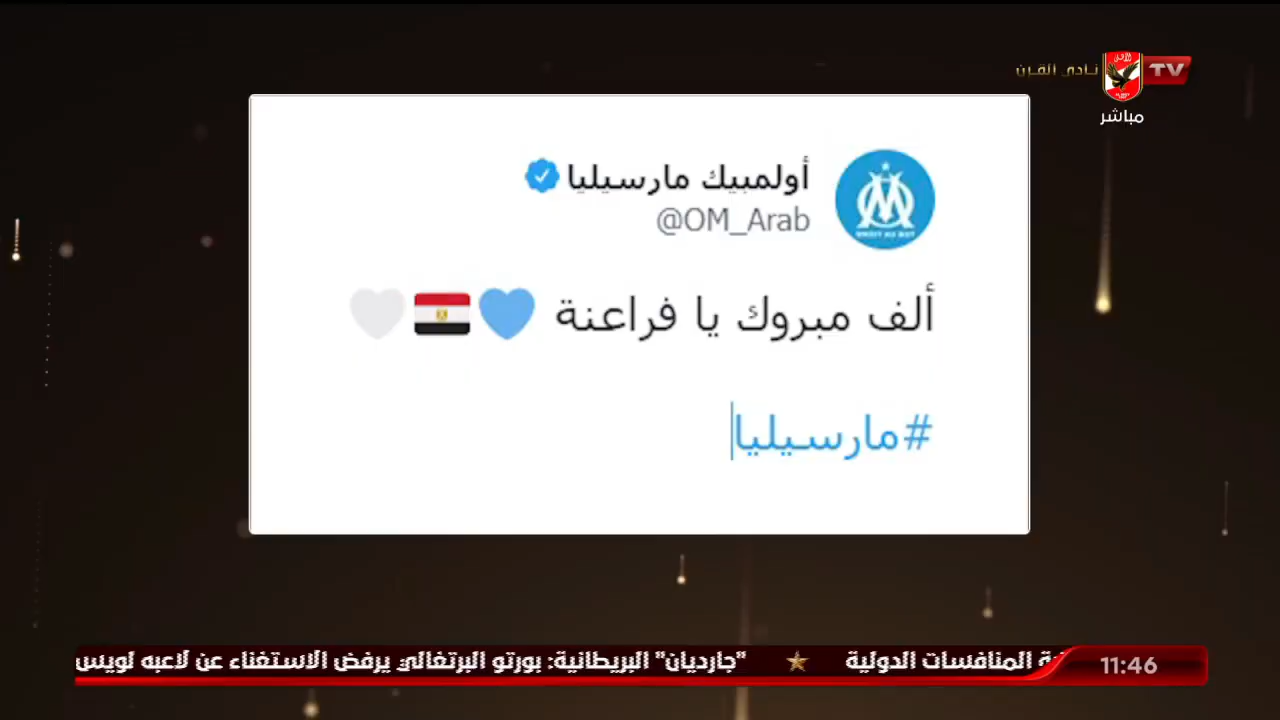 نادي القرن
TV
مباشر
أولمبيك مارسيليا
@OM_Arab
ألف مبروك يا فراعنة
#مارسيليا
11:46
المنافسات الدولية
"جارديان" البريطانية: بورتو البرتغالي يرفض الاستغناء عن لاعبه لويس